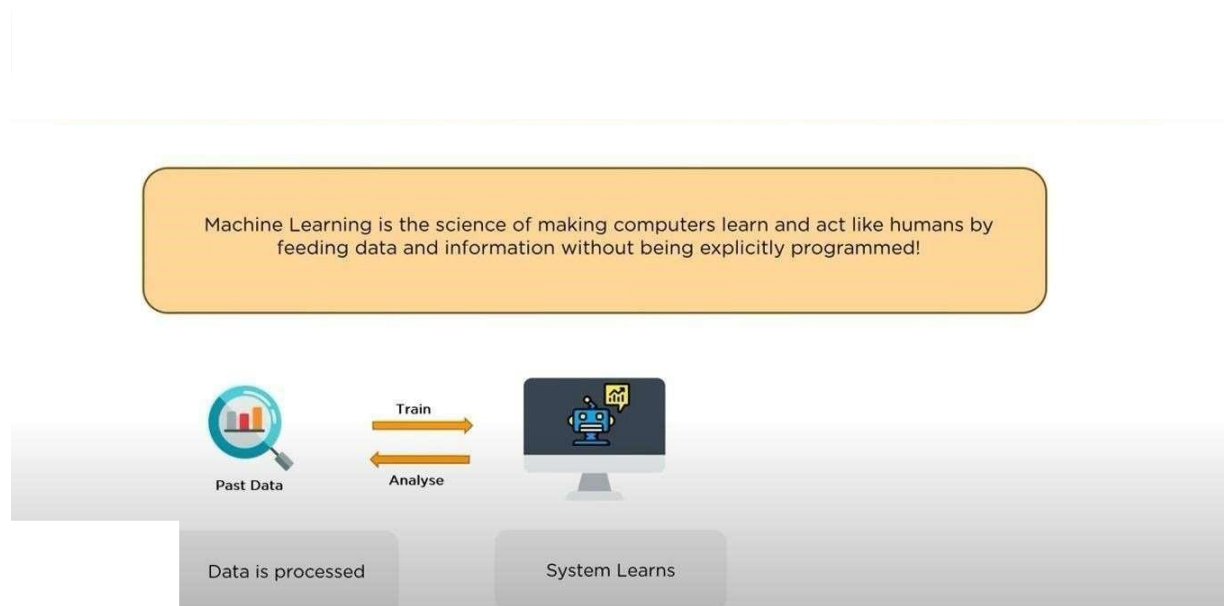 Machine Learning is the science of making computers learn and act like humans by
feeding data and information without being explicitly programmed!
Train
Analyse
Past Data
Data is processed
System Learns